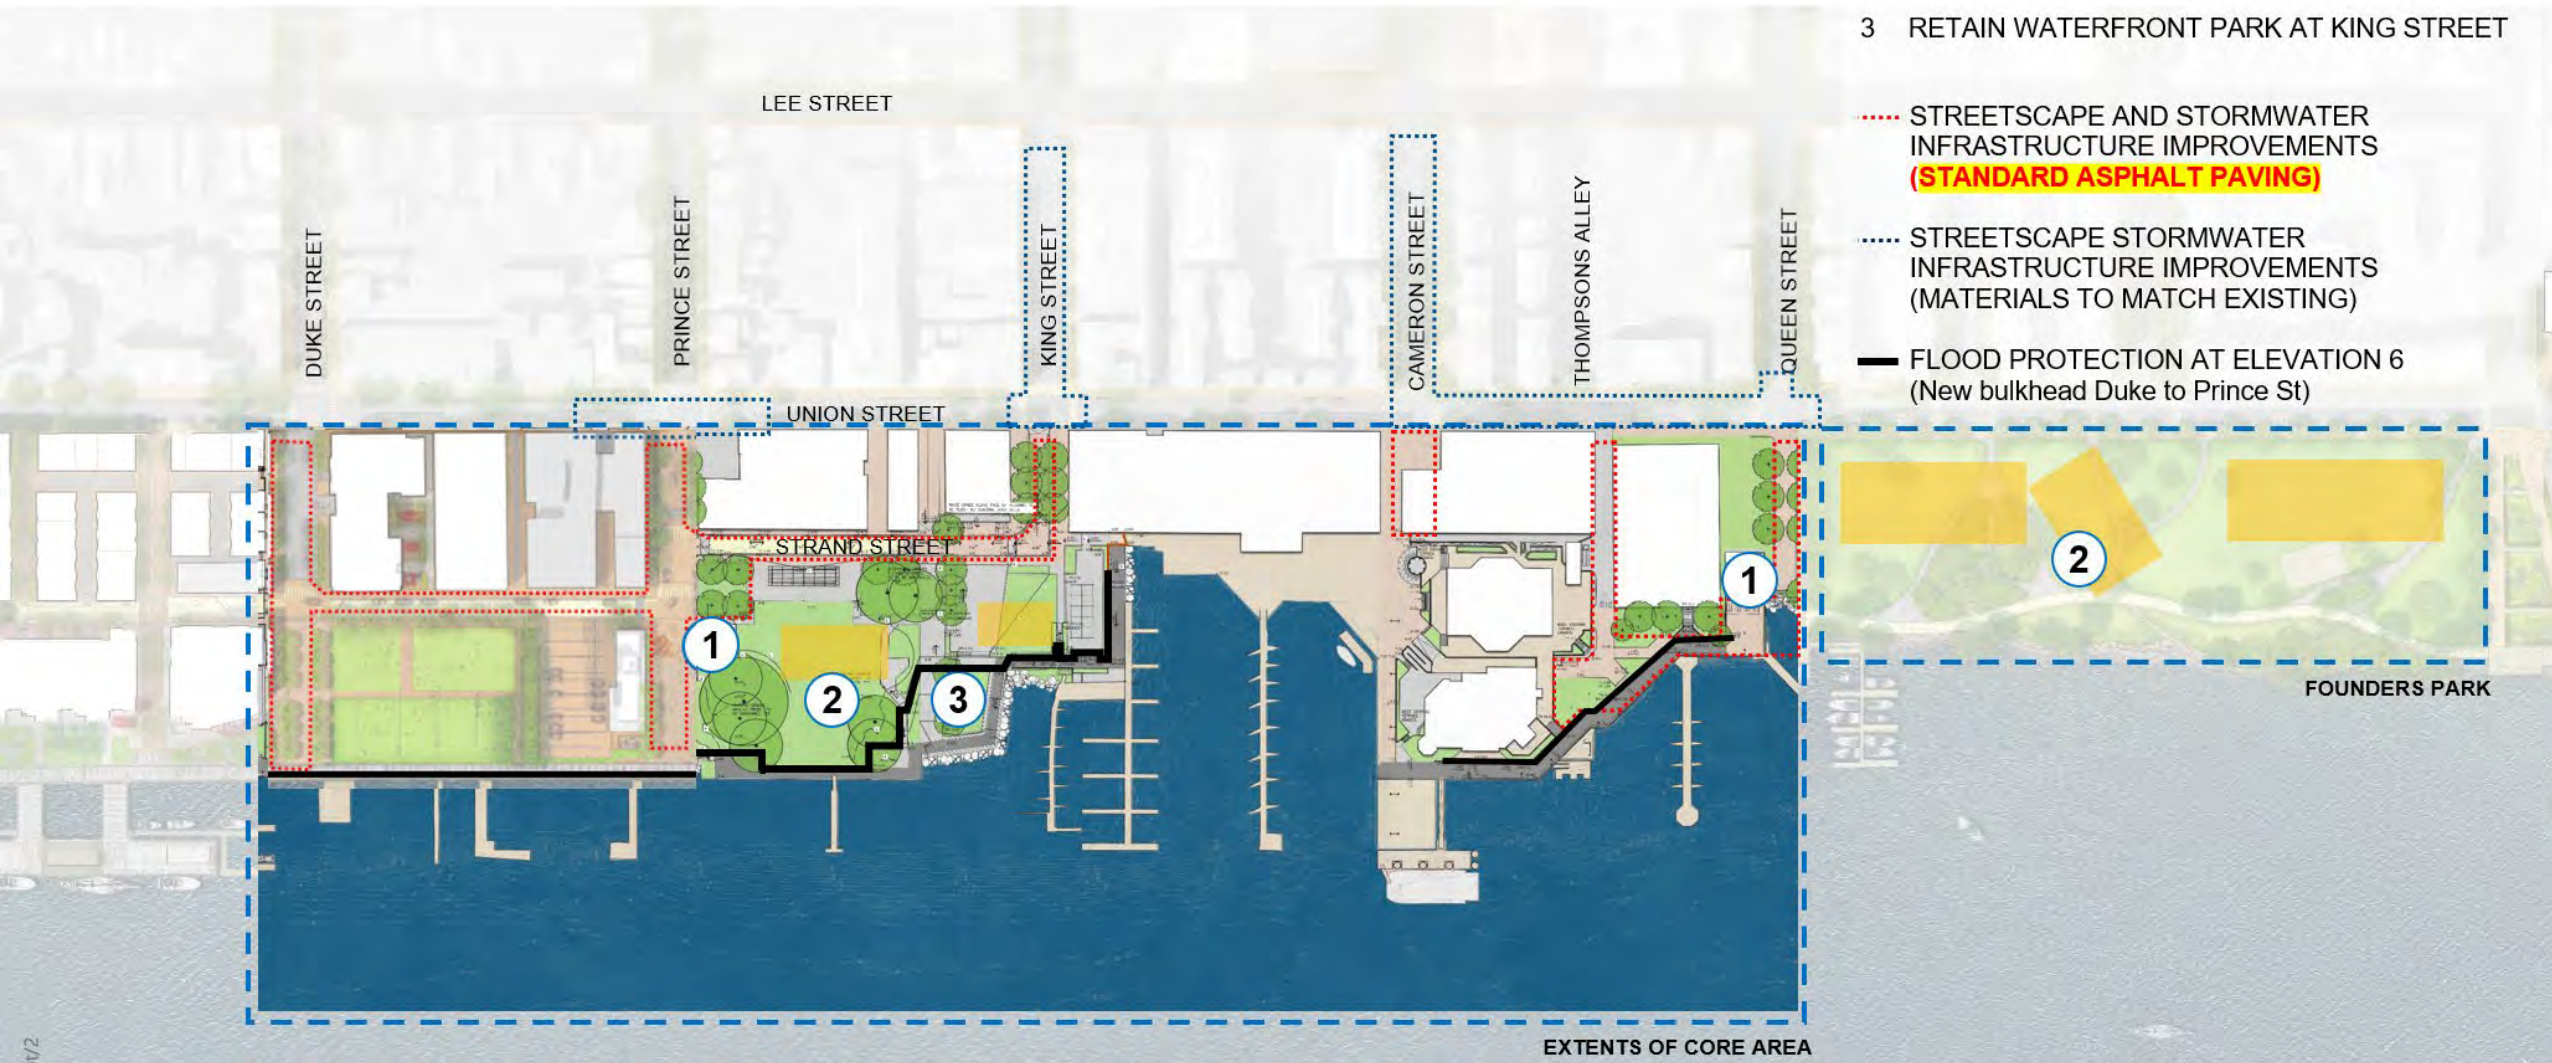 3 RETAIN WATERFRONT PARK AT KING STREET
STREETSCAPE AND STORMWATER
INFRASTRUCTURE IMPROVEMENTS
(STANDARD ASPHALT PAVING)
STREETSCAPE STORMWATER
INFRASTRUCTURE IMPROVEMENTS
(MATERIALS TO MATCH EXISTING)
FLOOD PROTECTION AT ELEVATION 6
(New bulkhead Duke to Prince St)
LEE STREET
DUKE STREET
PRINCE STREET
KING STREET
CAMERON STREET
THOMPSONS ALLEY
QUEEN STREET
UNION STREET
STRAND STREET
1
2
3
1
2
FOUNDERS PARK
EXTENTS OF CORE AREA